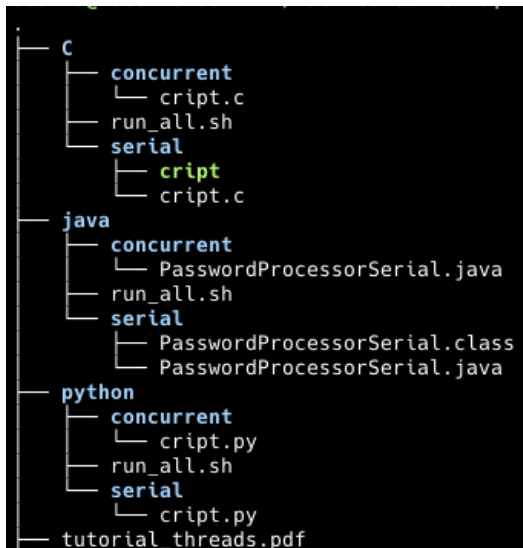 .
├── C
│   ├── concurrent
│   │   └── cript.c
│   ├── run_all.sh
│   └── serial
│       ├── cript
│       └── cript.c
├── java
│   ├── concurrent
│   │   └── PasswordProcessorSerial.java
│   ├── run_all.sh
│   └── serial
│       ├── PasswordProcessorSerial.class
│       └── PasswordProcessorSerial.java
├── python
│   ├── concurrent
│   │   └── cript.py
│   ├── run_all.sh
│   └── serial
│       └── cript.py
├── tutorial_threads.pdf